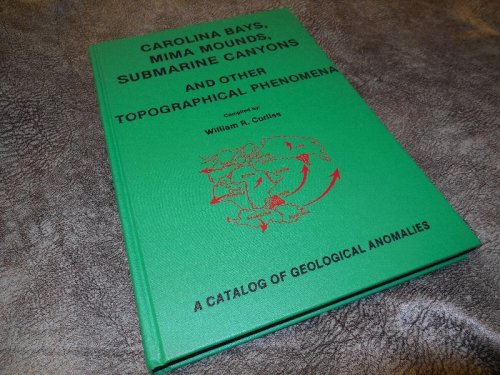 CAROLINA BAYS,
MIMA MOUNDS,
SUBMARINE CANYONS
AND OTHER
TOPOGRAPHICAL PHENOMENA
Compiled by:
William R. Corliss
A CATALOG OF GEOLOGICAL ANOMALIES